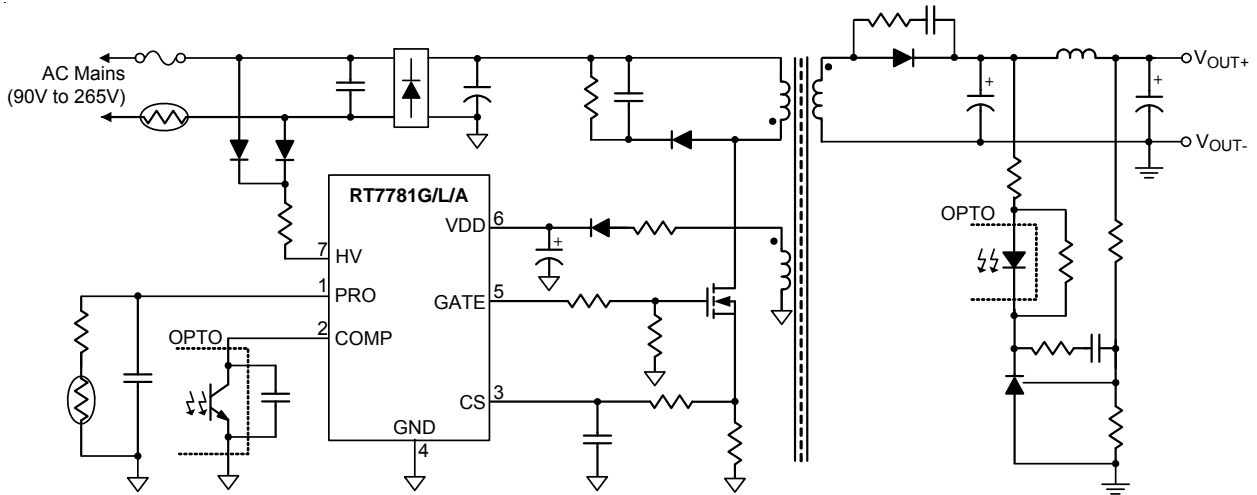 AC Mains
(90V to 265V)
VOUT+
VOUT-
RT7781G/L/A
VDD 6
7 HV
1 PRO
GATE 5
2 COMP
OPTO
CS 3
GND
4
OPTO
+
+
+